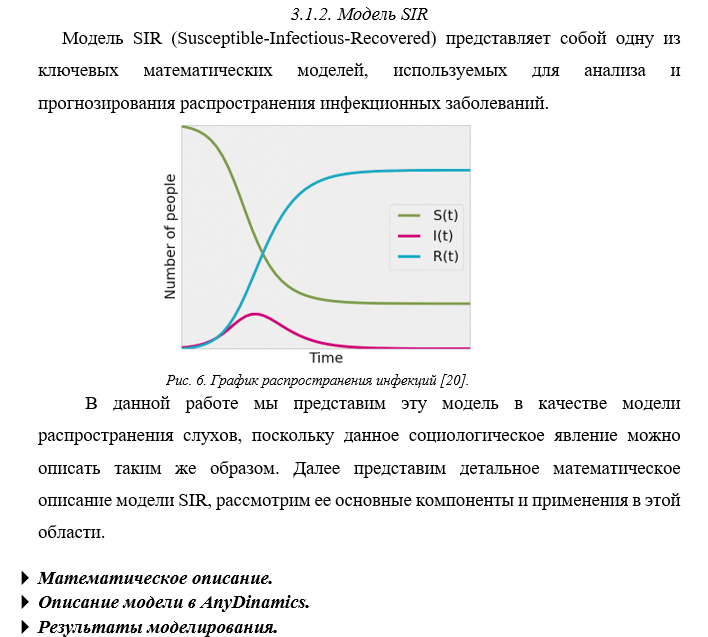 3.1.2. Модель SIR
Модель SIR (Susceptible-Infectious-Recovered) представляет собой одну из
ключевых математических моделей, используемых для анализа и
прогнозирования распространения инфекционных заболеваний.
Number of people
S(t)
I(t)
R(t)
Time
Рис. 6. График распространения инфекций [20].
В данной работе мы представим эту модель в качестве модели
распространения слухов, поскольку данное социологическое явление можно
описать таким же образом. Далее представим детальное математическое
описание модели SIR, рассмотрим ее основные компоненты и применения в этой
области.
Математическое описание.
Описание модели в AnyDinamics.
Результаты моделирования.